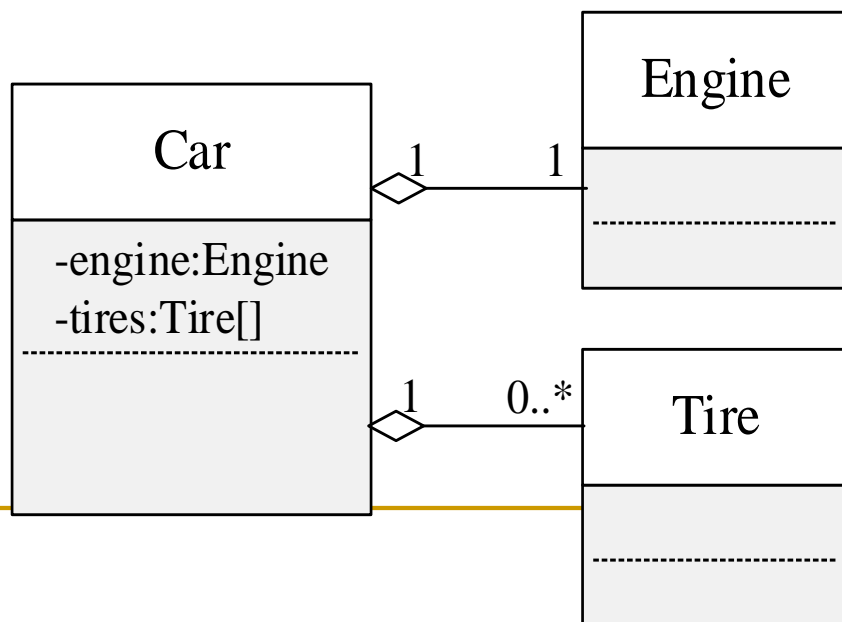 Car
-engine:Engine
-tires:Tire[]
1
1
Engine
1
0..*
Tire